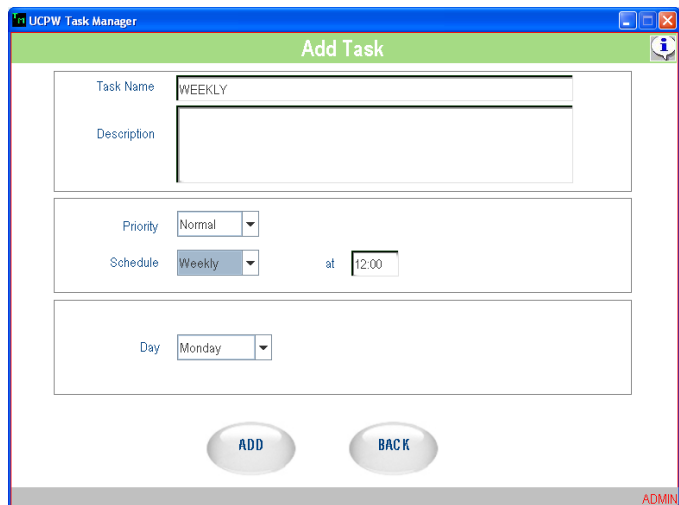 TM UCPW Task Manager
Add Task
i
Task Name WEEKLY
Description
Priority Normal
Schedule Weekly at 12:00
Day Monday
ADD BACK
ADMIN